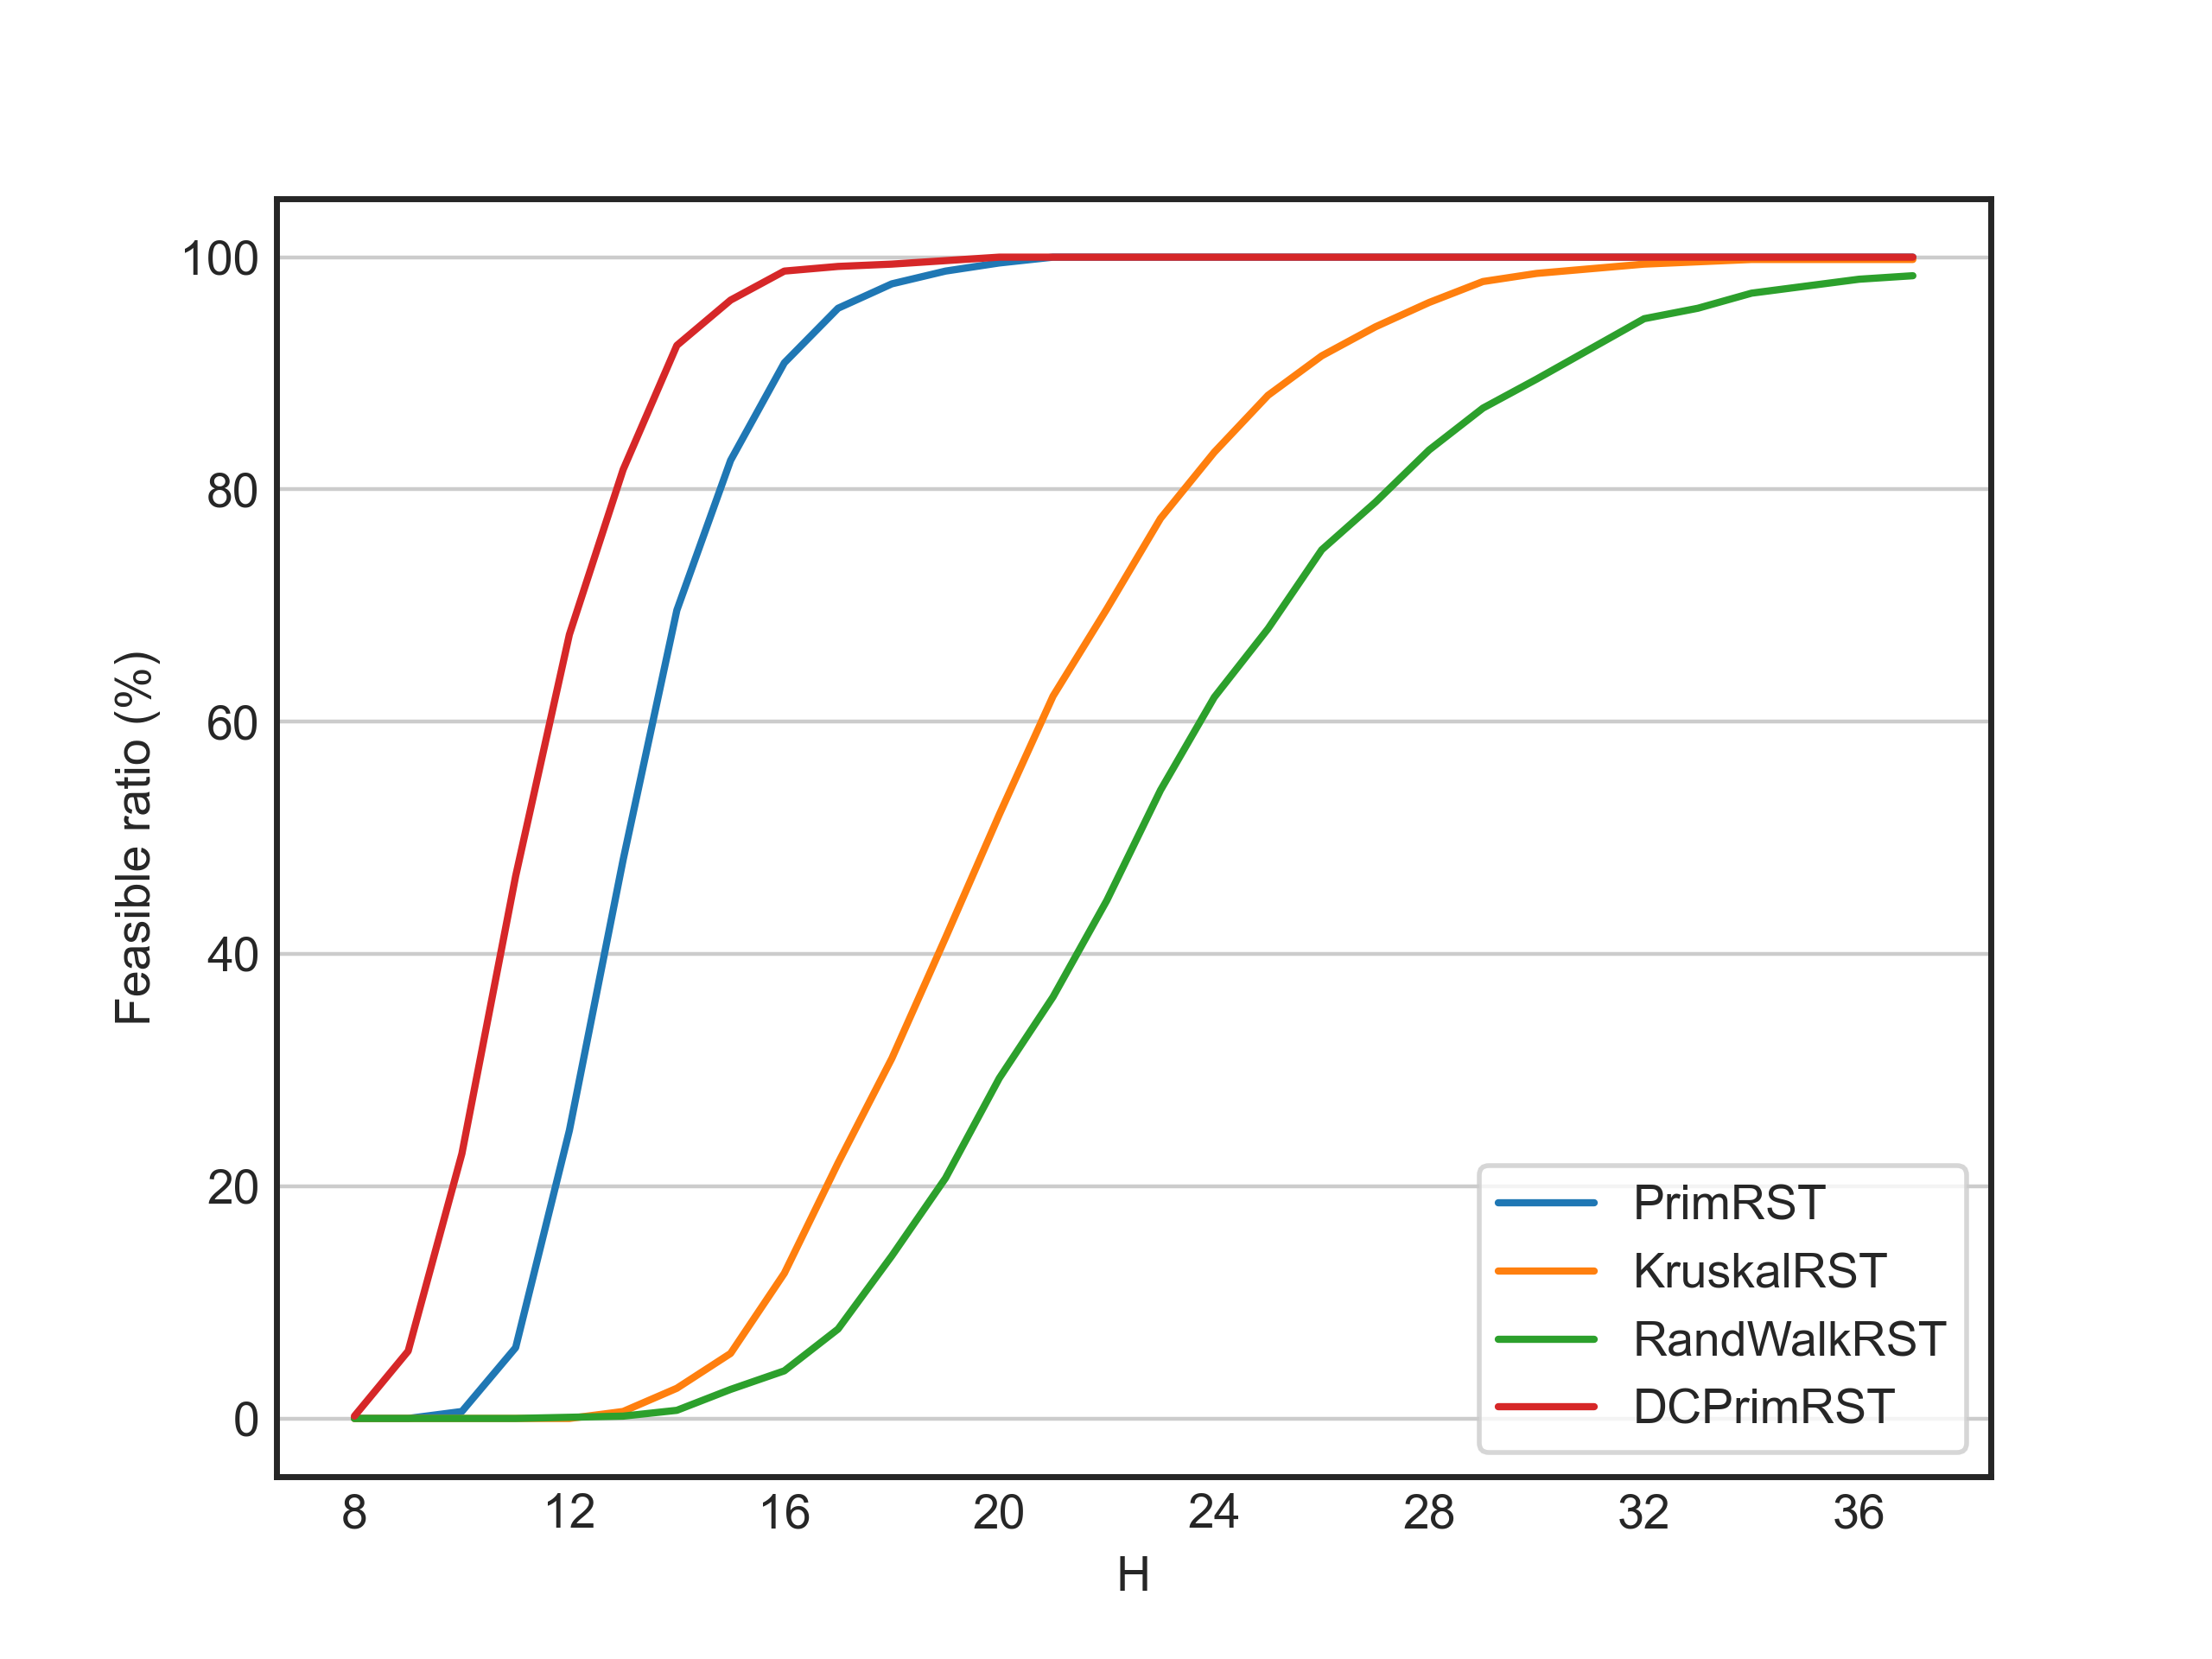 100
80
60
40
20
0
Feasible ratio (%)
8 12 16 20 24 28 32 36
H
PrimRST
KruskalRST
RandWalkRST
DCPrimRST